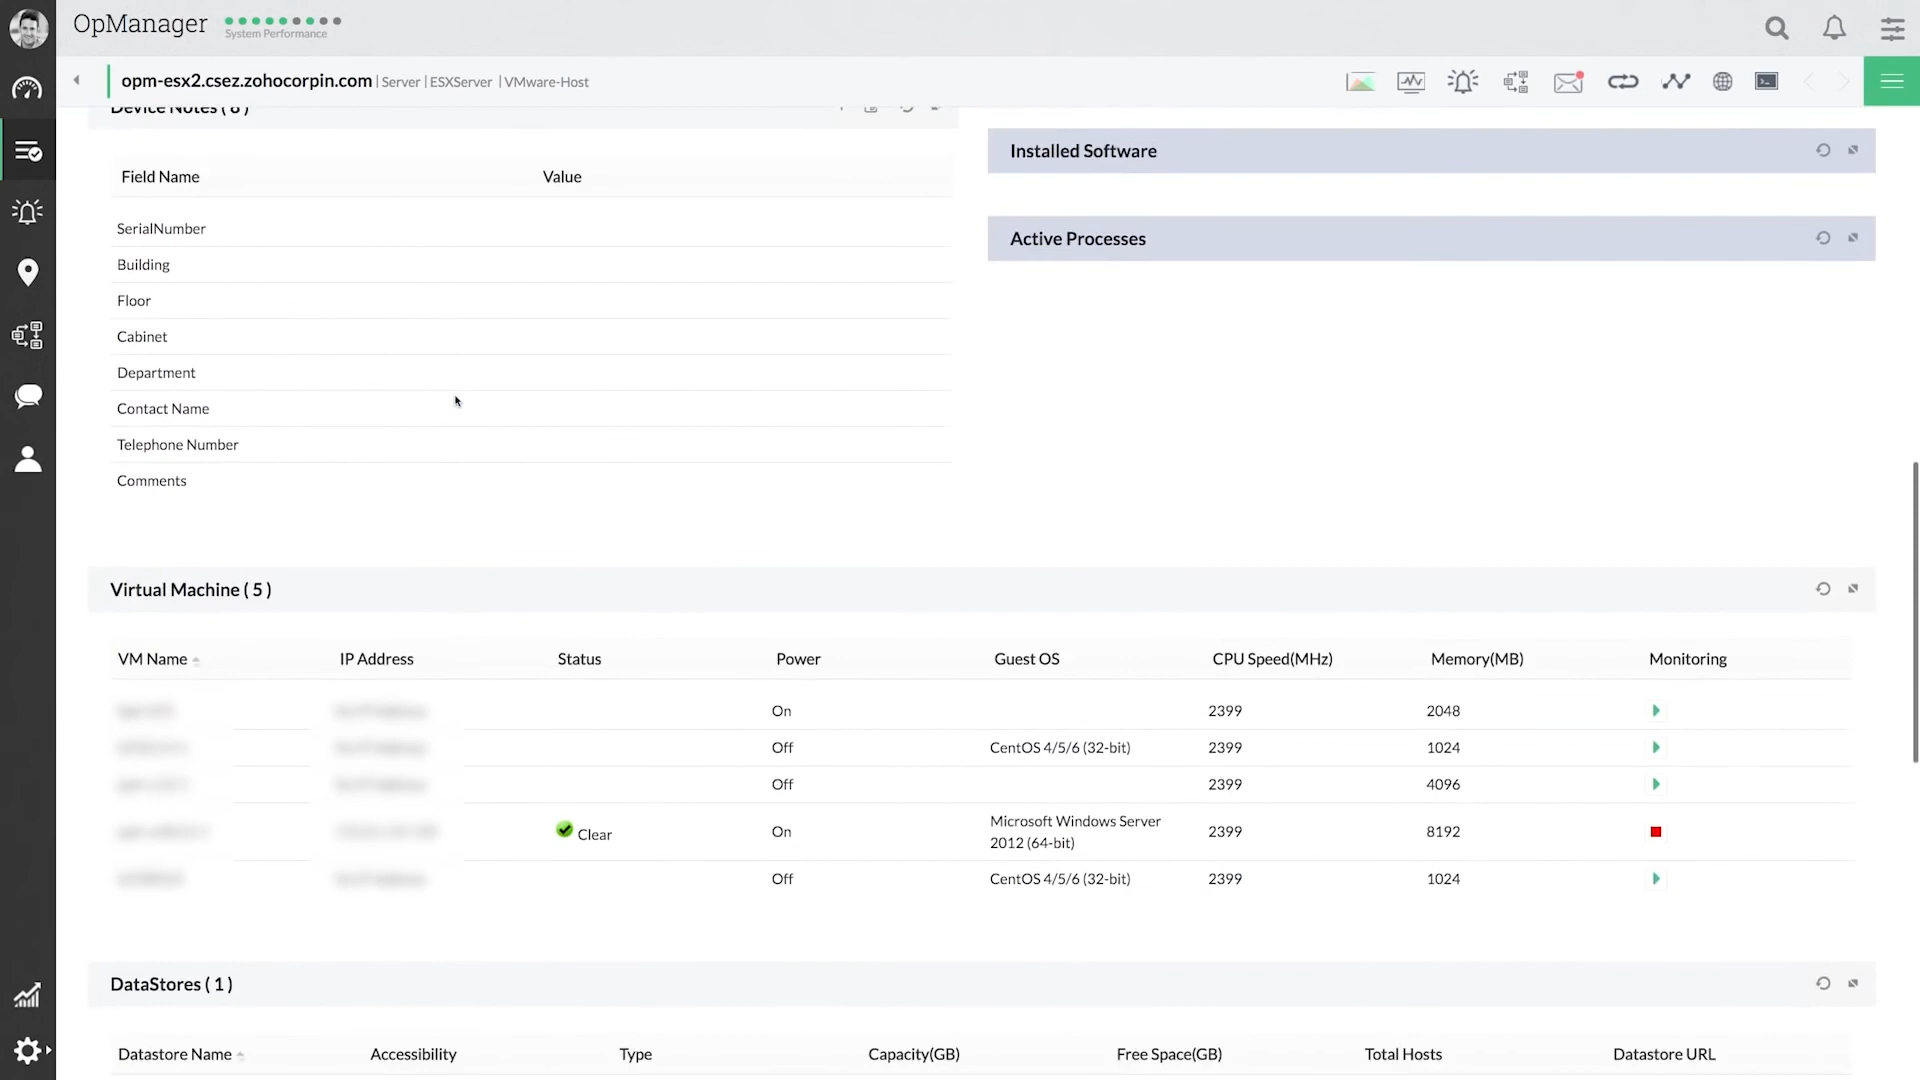 OpManager
System Performance
opm-esx2.csez.zohocorpin.com | Server | ESXServer | VMware-Host
Device Notes ( 8 )
Field Name Value
SerialNumber
Building
Floor
Cabinet
Department
Contact Name
Telephone Number
Comments
Installed Software
Active Processes
Virtual Machine ( 5 )
VM Name IP Address Status Power Guest OS CPU Speed(MHz) Memory(MB) Monitoring
On 2399 2048
Off CentOS 4/5/6 (32-bit) 2399 1024
Off 2399 4096
Clear On Microsoft Windows Server 2012 (64-bit) 2399 8192
Off CentOS 4/5/6 (32-bit) 2399 1024
DataStores ( 1 )
Datastore Name Accessibility Type Capacity(GB) Free Space(GB) Total Hosts Datastore URL